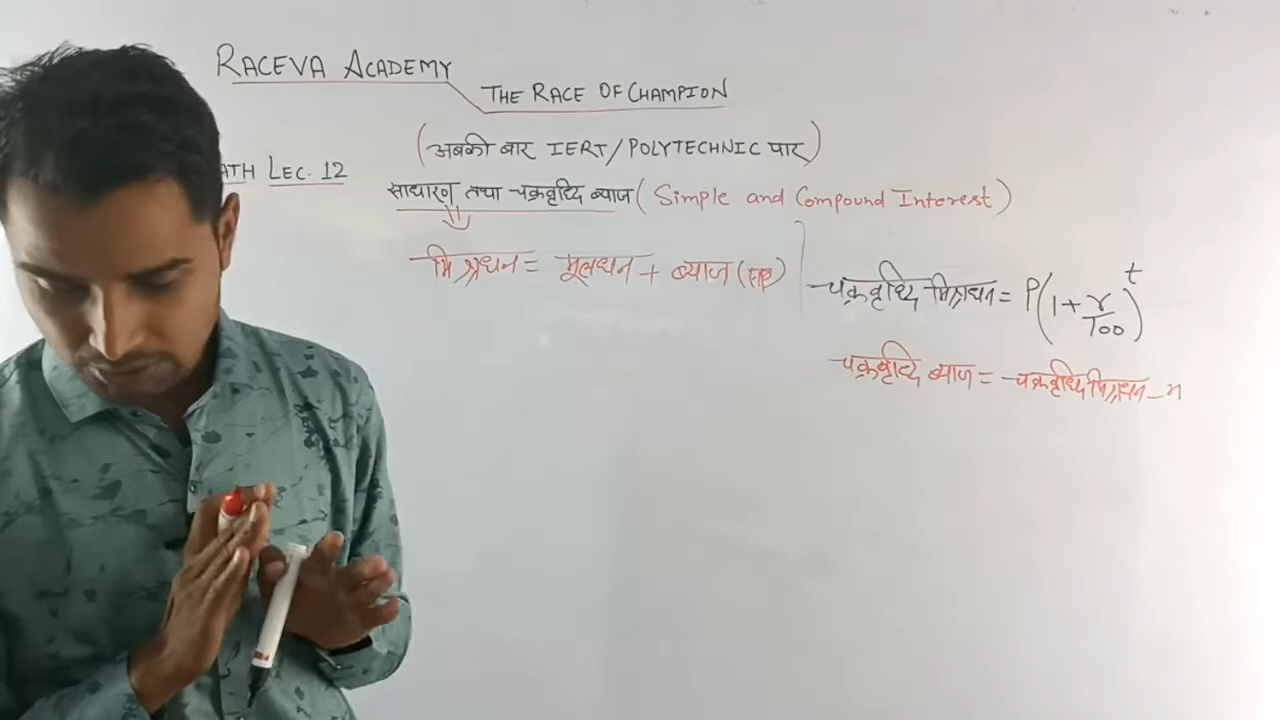 RACEVA ACADEMY
THE RACE OF CHAMPION
(अबकी बार IERT/POLYTECHNIC पार)
ATH LEC. 12
साधारण तथा चक्रवृध्दि ब्याज (Simple and Compound Interest)
मिश्रधन = मूलधन + ब्याज
चक्रवृध्दि मिश्रधन = P(1+r/100)^t
चक्रवृध्दि ब्याज = चक्रवृध्दि मिश्रधन -